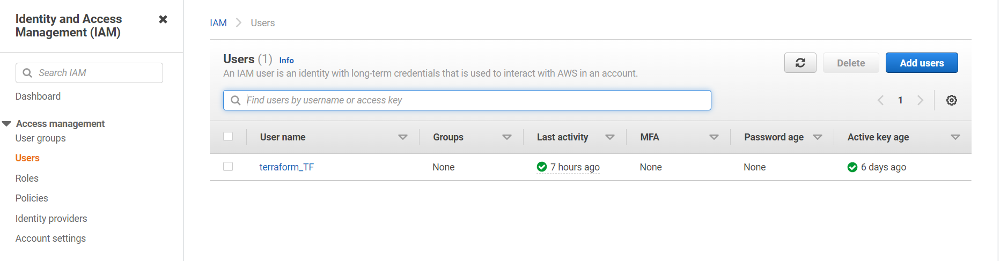 Identity and Access
Management (IAM)
Search IAM
Dashboard
Access management
User groups
Users
Roles
Policies
Identity providers
Account settings
IAM Users
Users (1) Info
An IAM user is an identity with long-term credentials that is used to interact with AWS in an account.
Delete
Add users
Find users by username or access key
1
User name Groups Last activity MFA Password age Active key age
terraform_TF None 7 hours ago None None 6 days ago